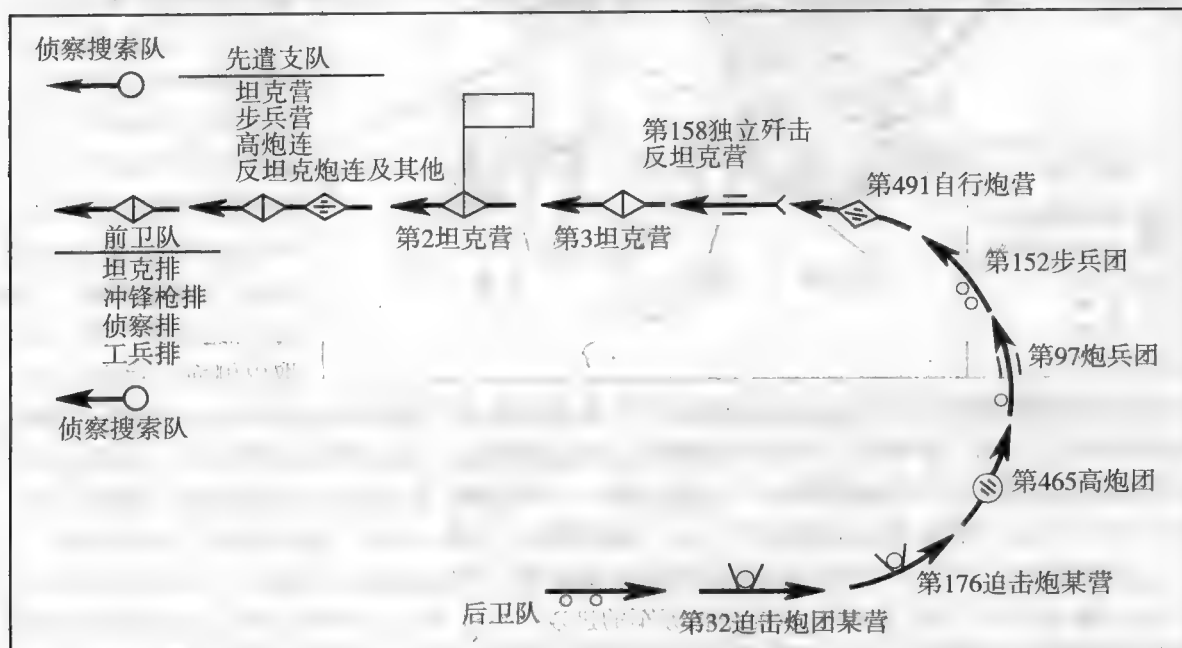 侦察搜索队
先遣支队
坦克营
步兵营
高炮连
反坦克炮连及其他
第158独立歼击
反坦克营
第491自行炮营
第2坦克营
第3坦克营
前卫队
坦克排
冲锋枪排
侦察排
工兵排
第152步兵团
第97炮兵团
侦察搜索队
第465高炮团
第176迫击炮某营
后卫队
第32迫击炮团某营